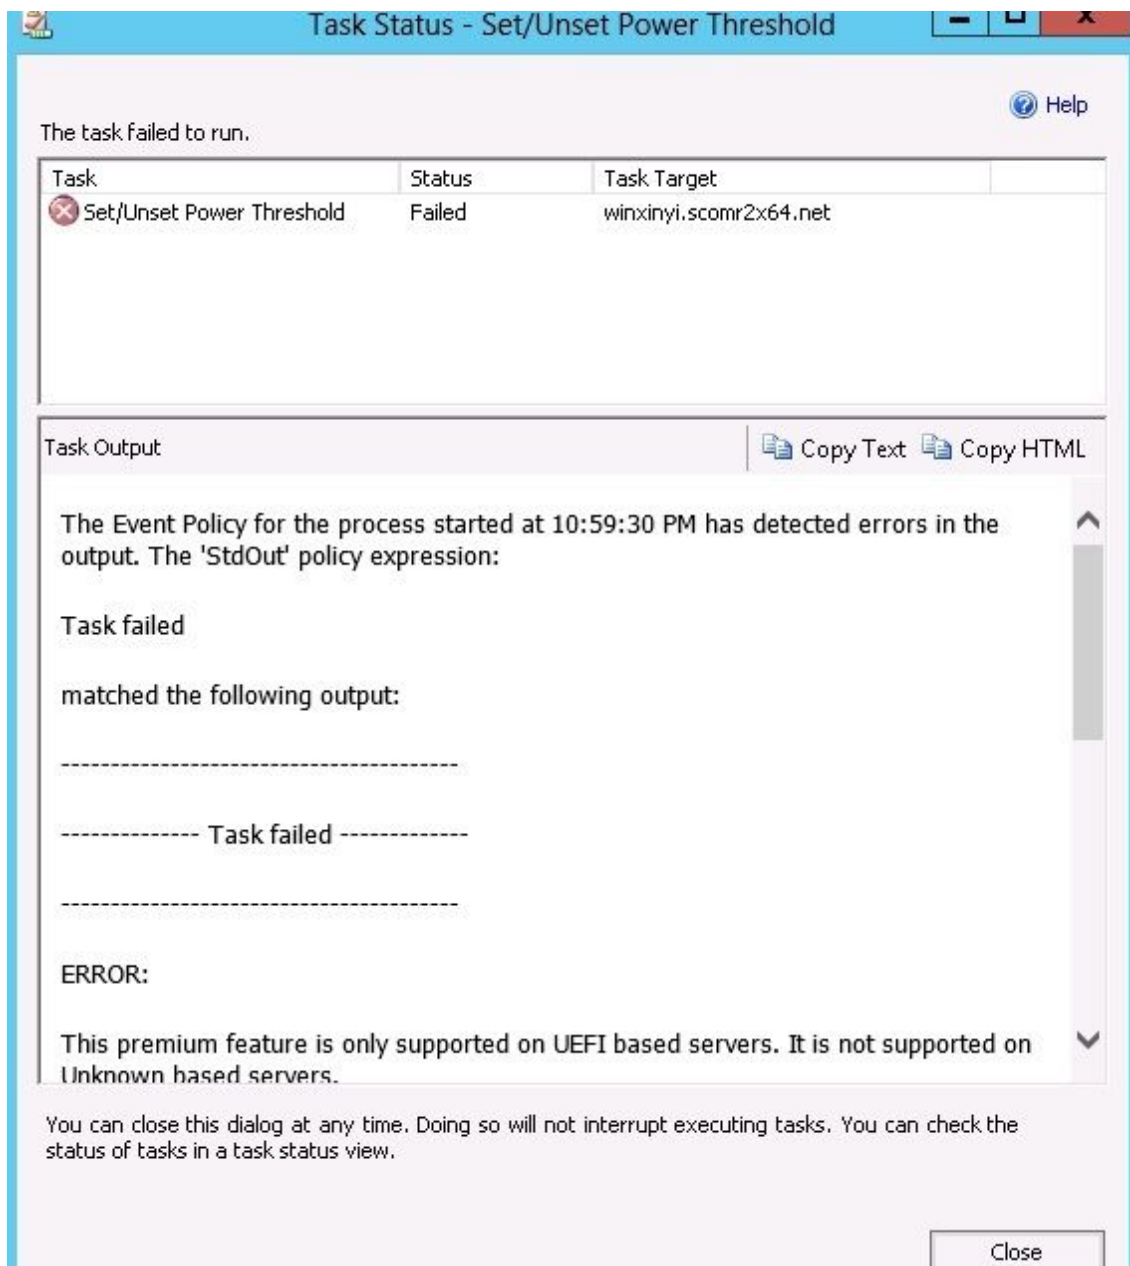 Task Status - Set/Unset Power Threshold
Help
The task failed to run.
Task Status Task Target
Set/Unset Power Threshold Failed winxinyi.scomr2x64.net
Task Output Copy Text Copy HTML
The Event Policy for the process started at 10:59:30 PM has detected errors in the
output. The 'StdOut' policy expression:
Task failed
matched the following output:
----------------------------------------
-------------- Task failed -------------
----------------------------------------
ERROR:
This premium feature is only supported on UEFI based servers. It is not supported on
Unknown based servers.
You can close this dialog at any time. Doing so will not interrupt executing tasks. You can check the
status of tasks in a task status view.
Close